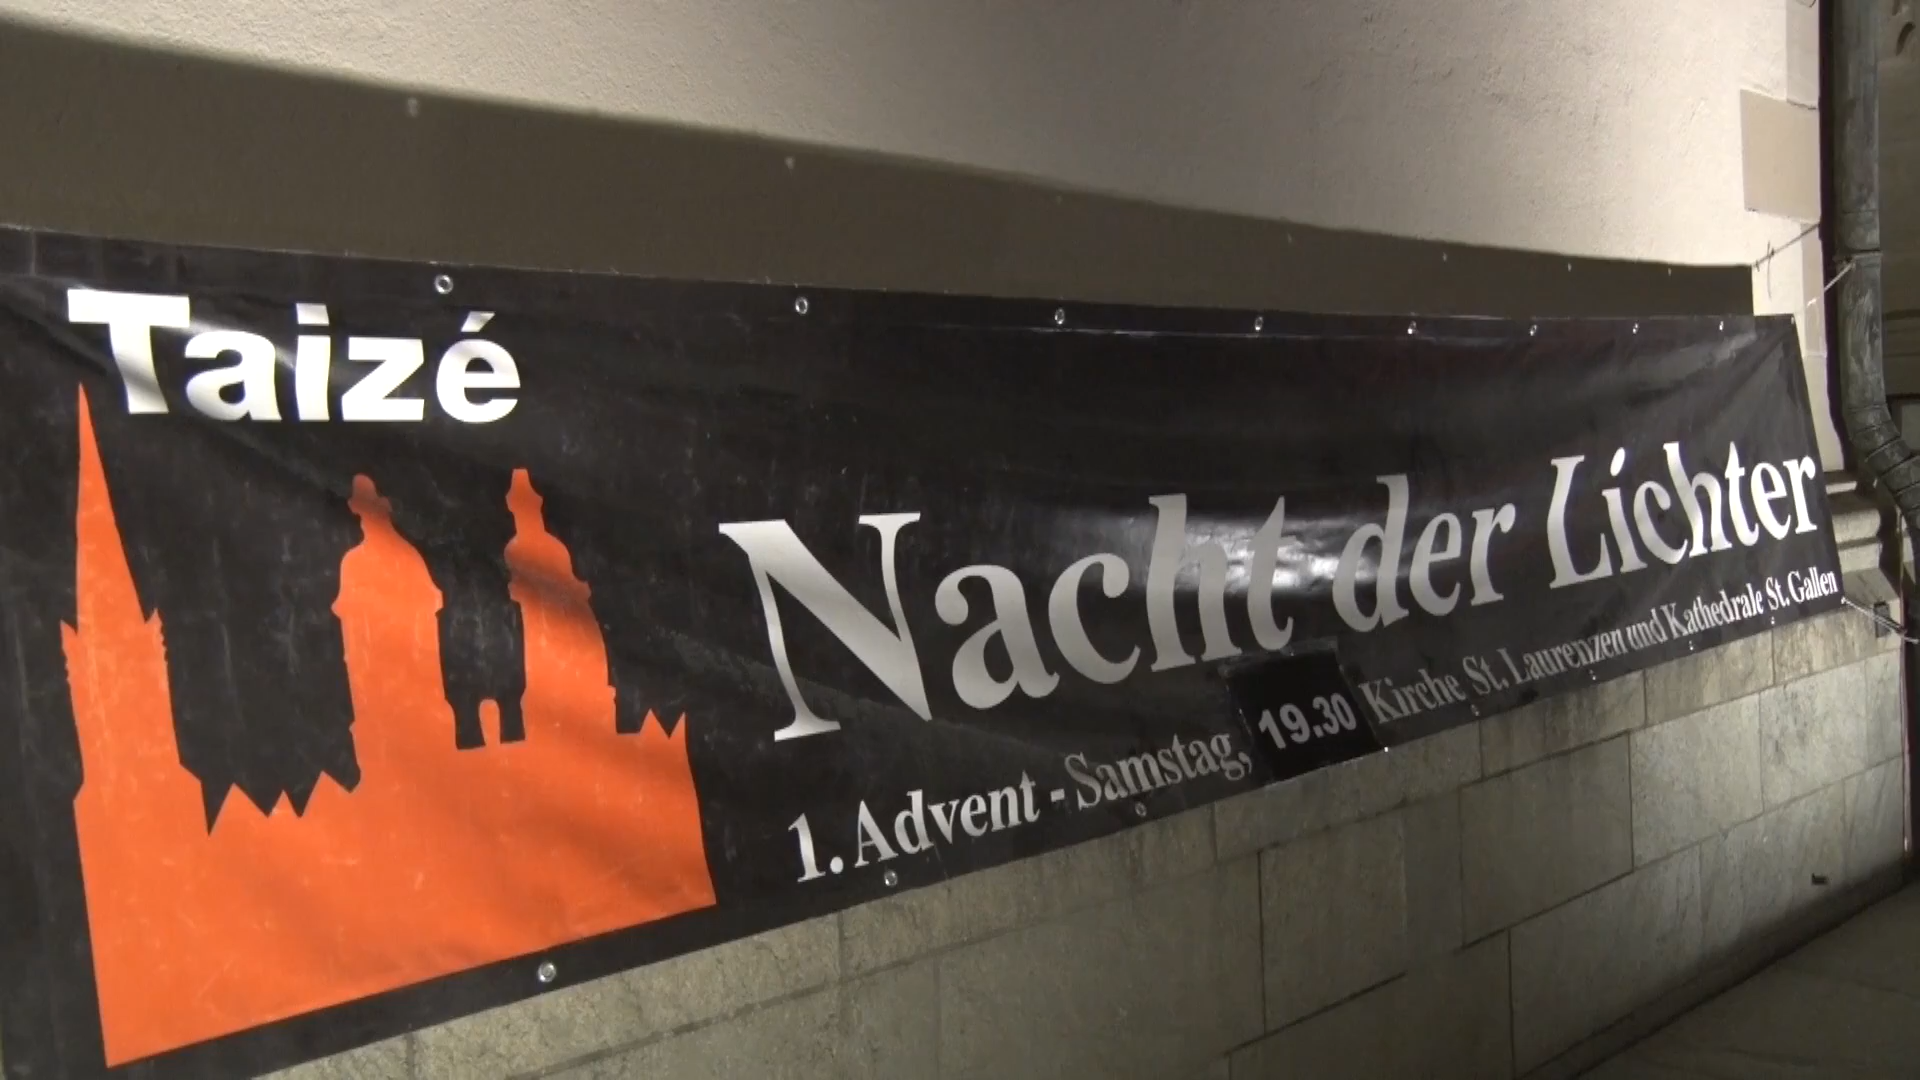 Taizé
Nacht der Lichter
1. Advent - Samstag, 19.30 Kirche St. Laurenzen und Kathedrale St. Gallen